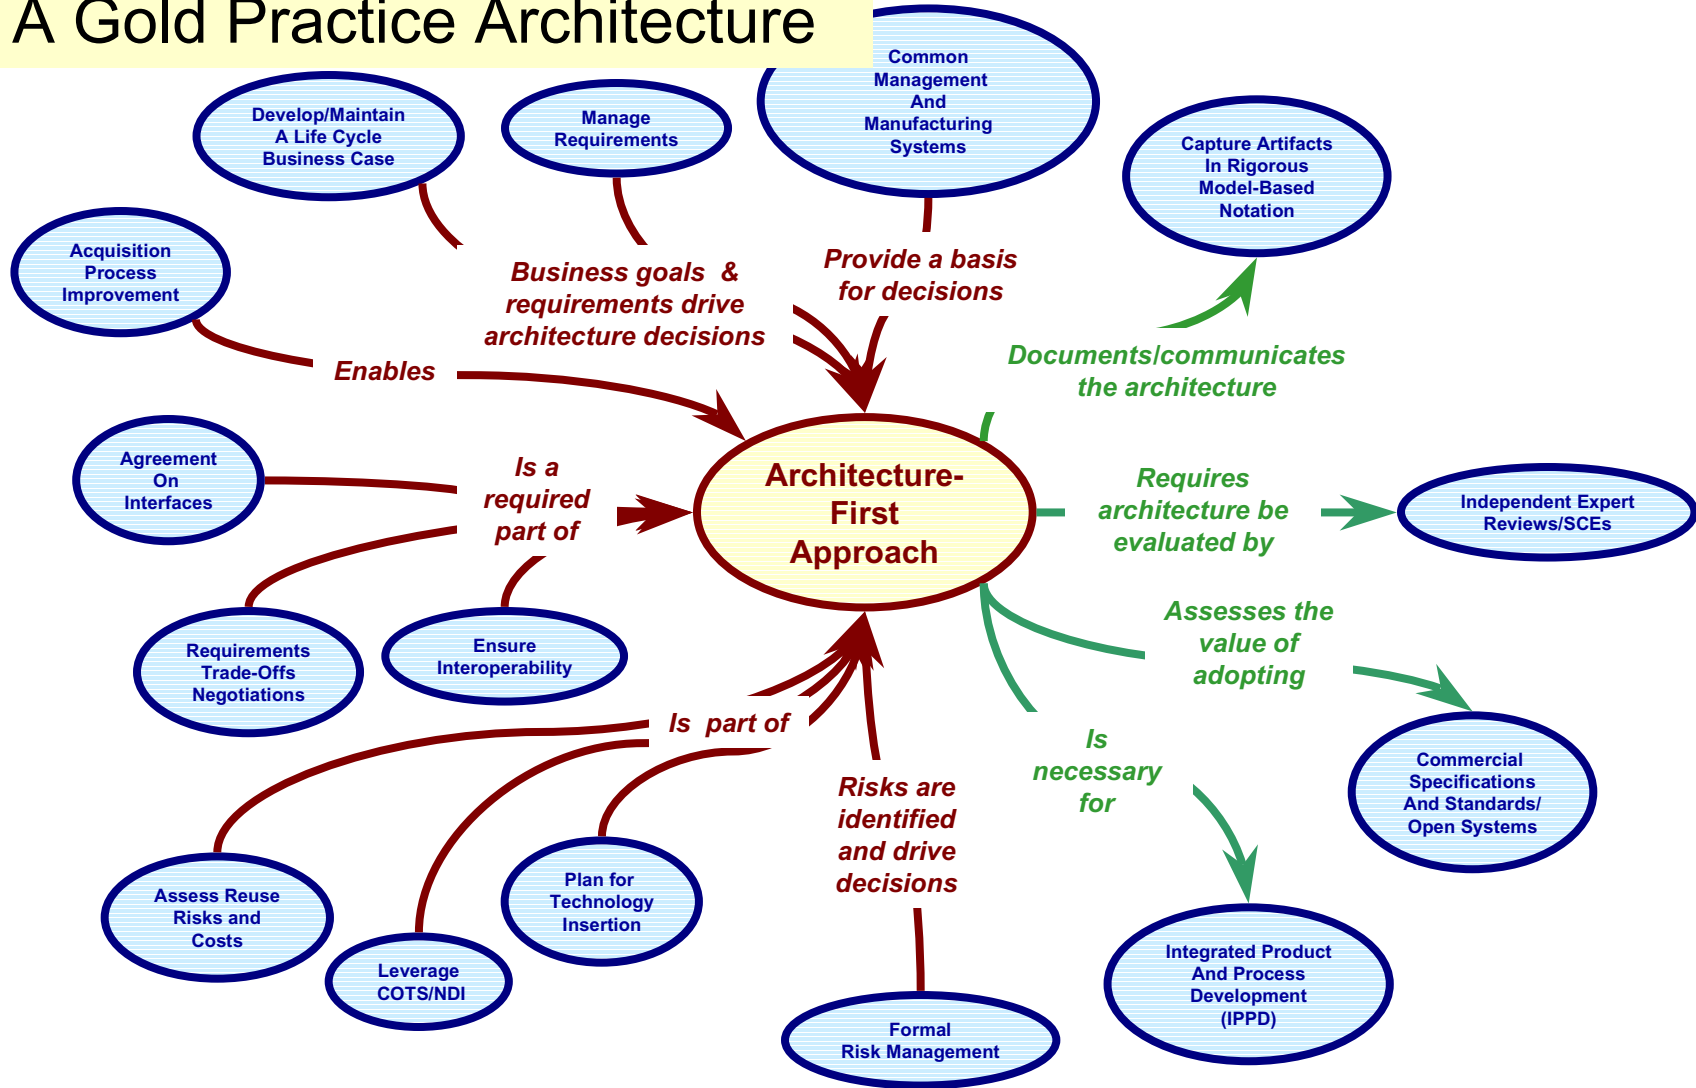 A Gold Practice Architecture
Common
Management
And
Manufacturing
Systems
Develop/Maintain
A Life Cycle
Business Case
Manage
Requirements
Capture Artifacts
In Rigorous
Model-Based
Notation
Acquisition
Process
Improvement
Business goals  &
requirements drive
architecture decisions
Provide a basis
for decisions
Enables
Documents/communicates
the architecture
Agreement
On
Interfaces
Is a
required
part of
Architecture-
First
Approach
Requires
architecture be
evaluated by
Independent Expert
Reviews/SCEs
Requirements
Trade-Offs
Negotiations
Ensure
Interoperability
Assesses the
value of
adopting
Is  part of
Is
necessary
for
Commercial
Specifications
And Standards/
Open Systems
Risks are
identified
and drive
decisions
Assess Reuse
Risks and
Costs
Plan for
Technology
Insertion
Leverage
COTS/NDI
Integrated Product
And Process
Development
(IPPD)
Formal
Risk Management